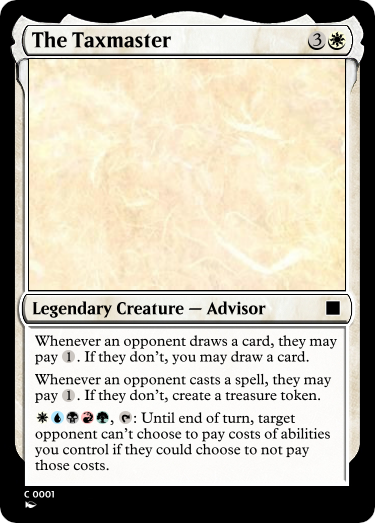 The Taxmaster 3
Legendary Creature — Advisor
Whenever an opponent draws a card, they may
pay 1. If they don't, you may draw a card.
Whenever an opponent casts a spell, they may
pay 1. If they don't, create a treasure token.
, : Until end of turn, target
opponent can't choose to pay costs of abilities
you control if they could choose to not pay
those costs.
C 0001